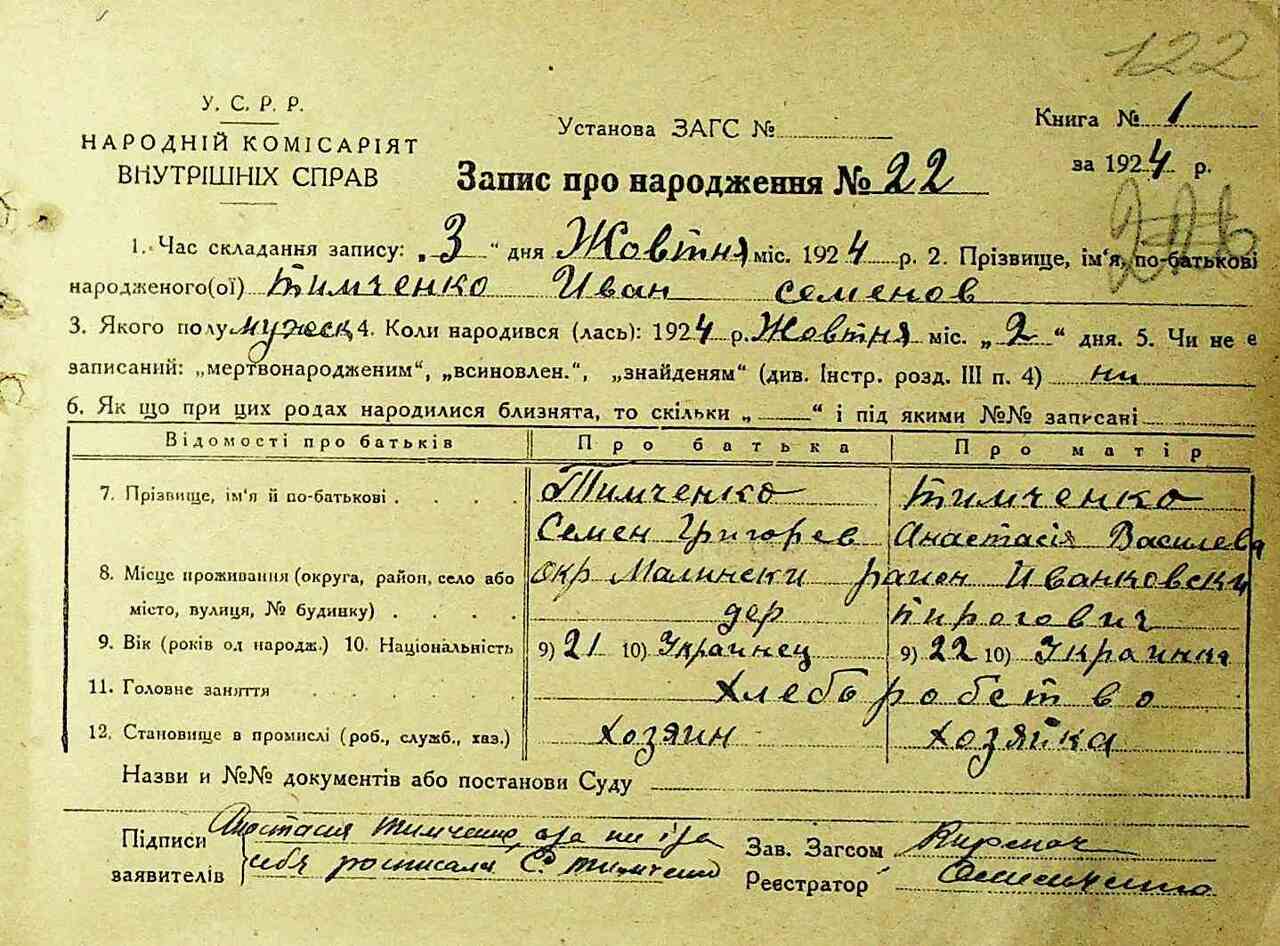 122
У. С. Р. Р.
НАРОДНІЙ КОМІСАРІЯТ
ВНУТРІШНІХ СПРАВ
Установа ЗАГС №
Книга № 1
за 1924 р.
Запис про народження № 22
1. Час складання запису: „3“ дня Жовтня міс. 1924 р. 2. Прізвище, ім'я, по-батькові
народженого(ої) Тимченко Иван Семенов
3. Якого полу мужеск 4. Коли народився (лась): 1924 р. Жовтня міс. „2“ дня. 5. Чи не є
записаний: „мертвонародженим“, „всиновлен.“, „знайденям“ (див. Інстр. розд. III п. 4) ни
6. Як що при цих родах народилися близнята, то скільки „ “ і під якими №№ записані
Відомості про батьків Про батька Про матір
7. Прізвище, ім'я й по-батькові . . . . Тимченко Тимченко
Семен Григорев Анастасія Василева
8. Місце проживання (округа, район, село або окр Малински район Иванковски
місто, вулиця, № будинку) . . . . дер Пирогович
9. Вік (років од народж.) 10. Національність 9) 21 10) Украинец 9) 22 10) Украинка
11. Головне заняття . . . . . Хлеборобство
12. Становище в промислі (роб., служб., хаз.) Хозяин Хозяйка
Назви и №№ документів або постанови Суду
Підписи Анастасия Тимченко, за
заявителів себя росписала С. Тимченко
Зав. Загсом
Реєстратор